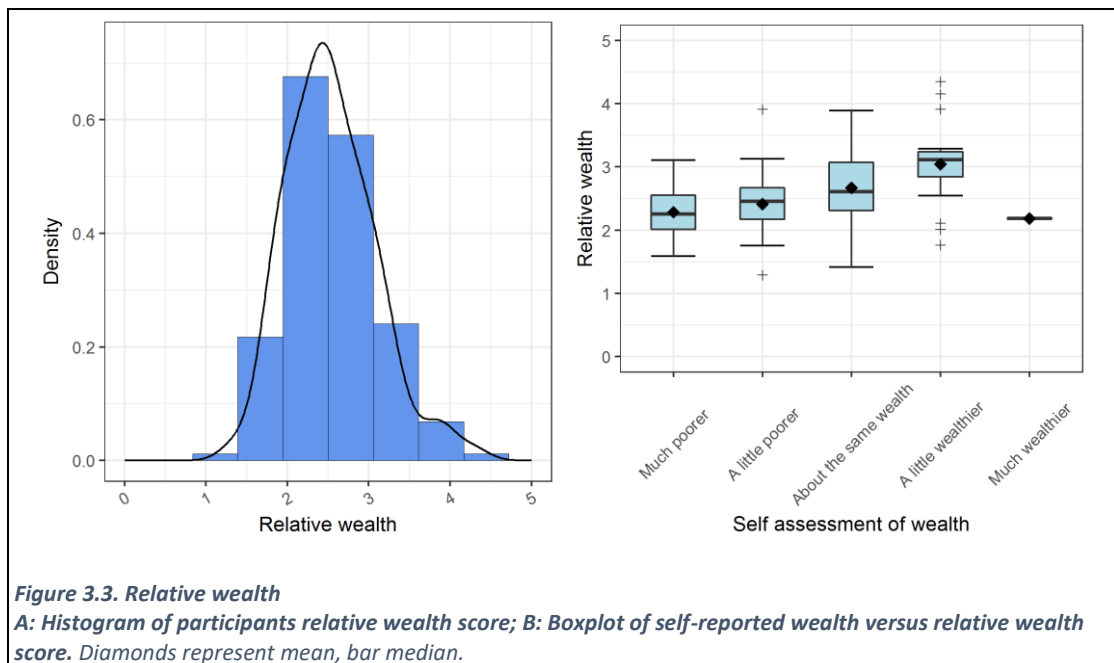 0.6
0.4
0.2
0.0
Density
0
1
2
3
4
5
Relative wealth
5
4
3
2
1
0
Relative wealth
Much poorer
A little poorer
About the same wealth
A little wealthier
Much wealthier
Self assessment of wealth
Figure 3.3. Relative wealth
A: Histogram of participants relative wealth score; B: Boxplot of self-reported wealth versus relative wealth
score. Diamonds represent mean, bar median.